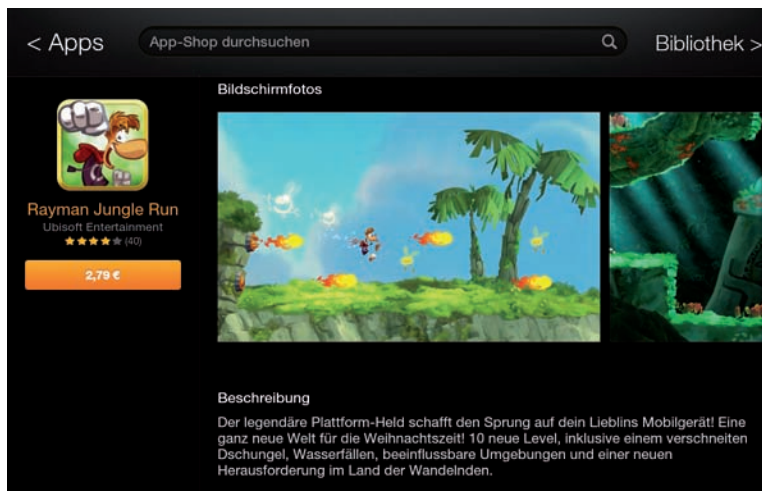 < Apps
App-Shop durchsuchen
Bibliothek >
Bildschirmfotos
Rayman Jungle Run
Ubisoft Entertainment
(40)
2,79 €
Beschreibung
Der legendäre Plattform-Held schafft den Sprung auf dein Lieblins Mobilgerät! Eine
ganz neue Welt für die Weihnachtszeit! 10 neue Level, inklusive einem verschneiten
Dschungel, Wasserfällen, beeinflussbare Umgebungen und einer neuen
Herausforderung im Land der Wandelnden.